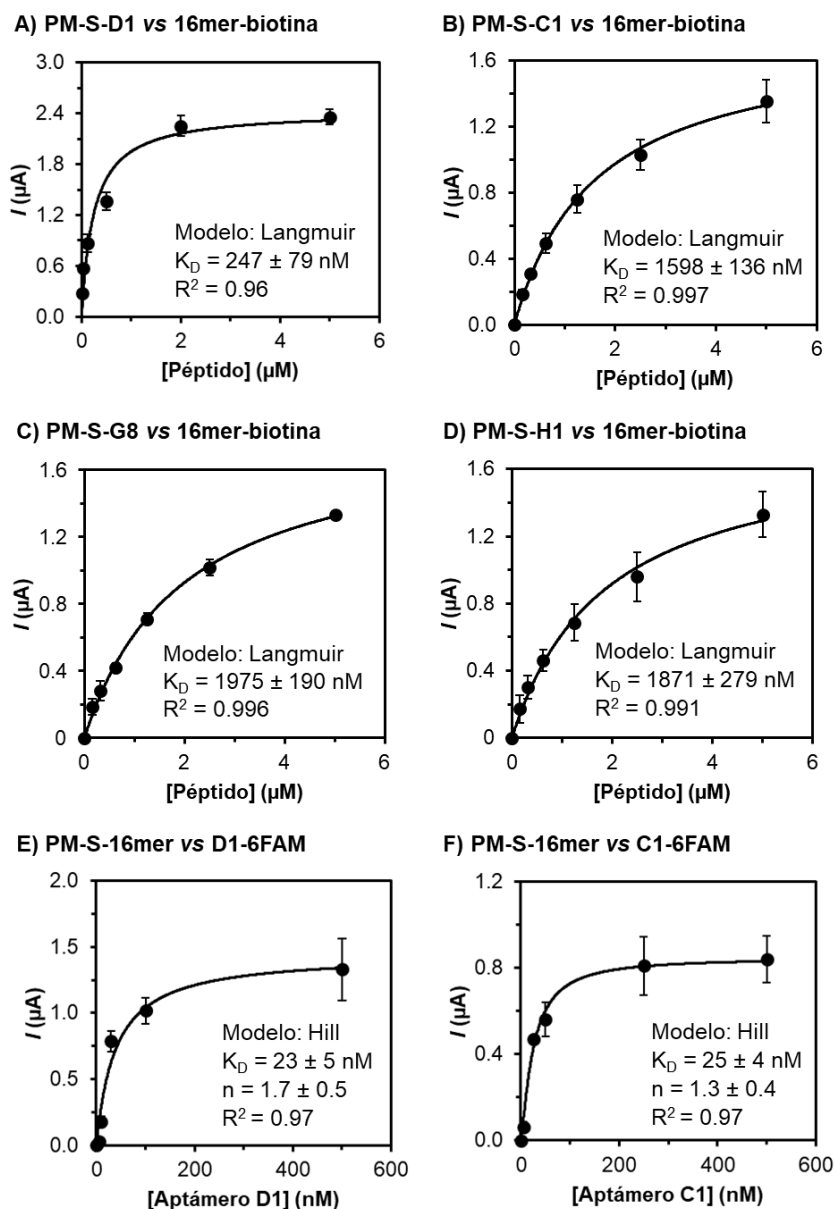 A) PM-S-D1 vs 16mer-biotina
3.0
2.4
1.8
1.2
0.6
0.0
I (µA)
Modelo: Langmuir
K_D = 247 ± 79 nM
R² = 0.96
0 2 4 6
[Péptido] (µM)
B) PM-S-C1 vs 16mer-biotina
1.6
1.2
0.8
0.4
0.0
I (µA)
Modelo: Langmuir
K_D = 1598 ± 136 nM
R² = 0.997
0 2 4 6
[Péptido] (µM)
C) PM-S-G8 vs 16mer-biotina
1.6
1.2
0.8
0.4
0
I (µA)
Modelo: Langmuir
K_D = 1975 ± 190 nM
R² = 0.996
0 2 4 6
[Péptido] (µM)
D) PM-S-H1 vs 16mer-biotina
1.6
1.2
0.8
0.4
0
I (µA)
Modelo: Langmuir
K_D = 1871 ± 279 nM
R² = 0.991
0 2 4 6
[Péptido] (µM)
E) PM-S-16mer vs D1-6FAM
2.0
1.5
1.0
0.5
0.0
I (µA)
Modelo: Hill
K_D = 23 ± 5 nM
n = 1.7 ± 0.5
R² = 0.97
0 200 400 600
[Aptámero D1] (nM)
F) PM-S-16mer vs C1-6FAM
1.2
0.8
0.4
0.0
I (µA)
Modelo: Hill
K_D = 25 ± 4 nM
n = 1.3 ± 0.4
R² = 0.97
0 200 400 600
[Aptámero C1] (nM)